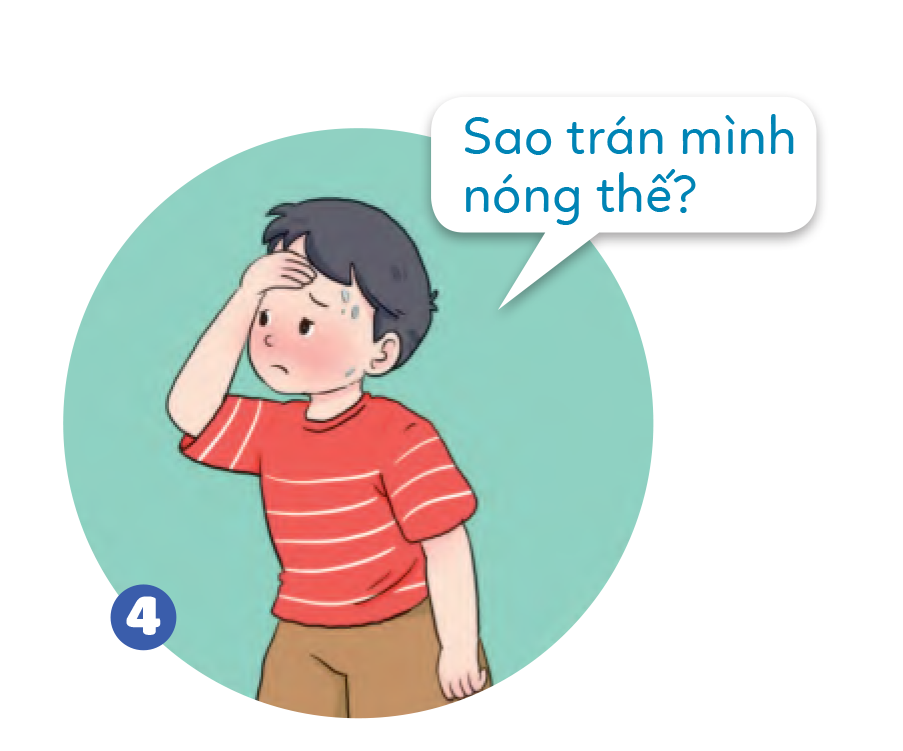 Sao trán mình
nóng thế?
4